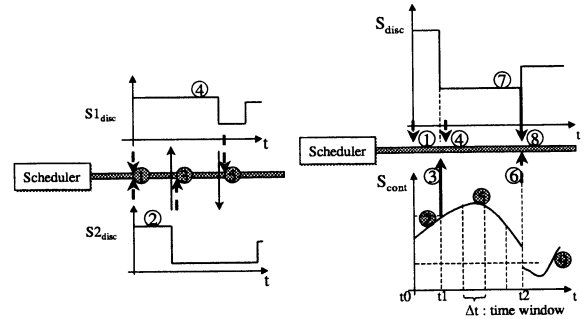 S1disc
④
t
Scheduler
S2disc
②
t
Sdisc
⑦
t
Scheduler
①
④
⑧
③
⑥
Scont
t0
t1
t2
t
Δt : time window